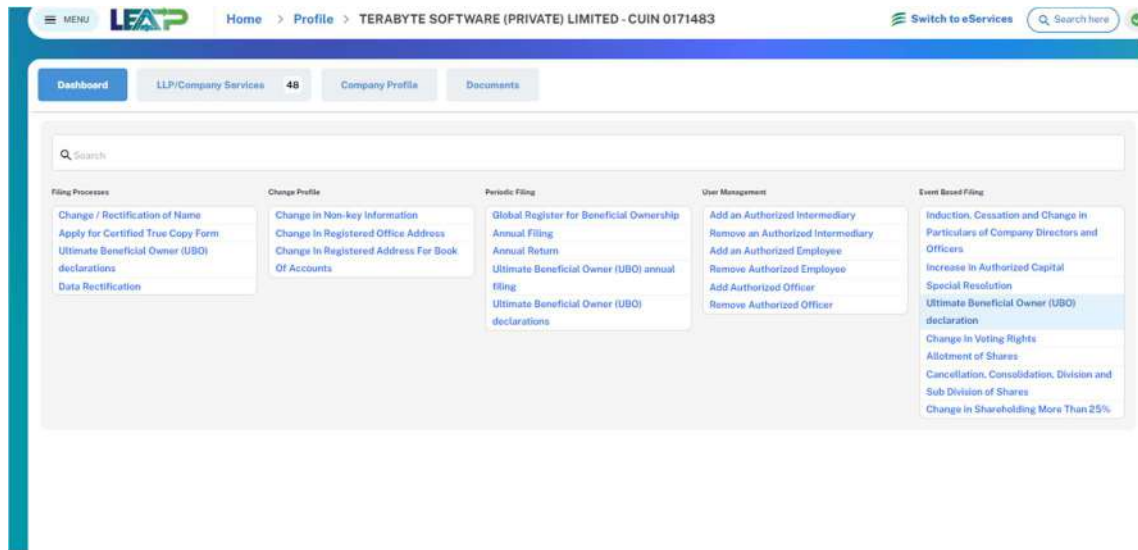 MENU
LEAP
Home > Profile > TERABYTE SOFTWARE (PRIVATE) LIMITED - CUIN 0171483
Switch to eServices
Search here
Dashboard
LLP/Company Services 48
Company Profile
Documents
Search
Filing Processes
Change / Rectification of Name
Apply for Certified True Copy Form
Ultimate Beneficial Owner (UBO)
declarations
Data Rectification
Change Profile
Change in Non-key Information
Change In Registered Office Address
Change In Registered Address For Book
Of Accounts
Periodic Filing
Global Register for Beneficial Ownership
Annual Filing
Annual Return
Ultimate Beneficial Owner (UBO) annual
filing
Ultimate Beneficial Owner (UBO)
declarations
User Management
Add an Authorized Intermediary
Remove an Authorized Intermediary
Add an Authorized Employee
Remove Authorized Employee
Add Authorized Officer
Remove Authorized Officer
Event Based Filing
Induction, Cessation and Change in
Particulars of Company Directors and
Officers
Increase in Authorized Capital
Special Resolution
Ultimate Beneficial Owner (UBO)
declaration
Change In Voting Rights
Allotment of Shares
Cancellation, Consolidation, Division and
Sub Division of Shares
Change in Shareholding More Than 25%